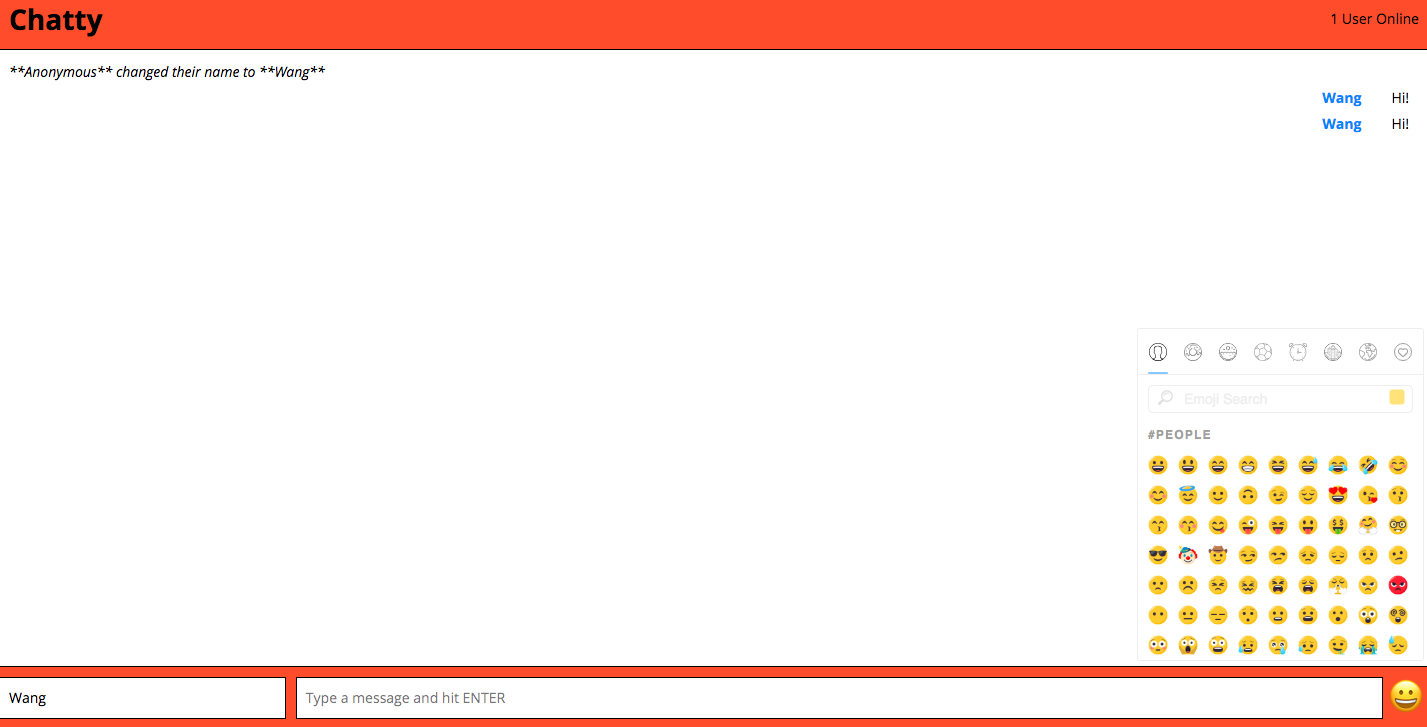 Chatty
1 User Online
**Anonymous** changed their name to **Wang**
Wang Hi!
Wang Hi!
Emoji Search
#PEOPLE
Wang
Type a message and hit ENTER